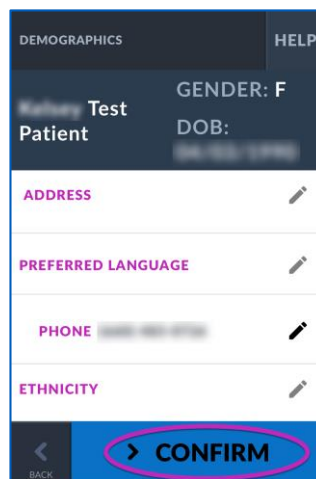 DEMOGRAPHICS
HELP
Test
Patient
GENDER: F
DOB:
ADDRESS
PREFERRED LANGUAGE
PHONE
ETHNICITY
BACK
CONFIRM